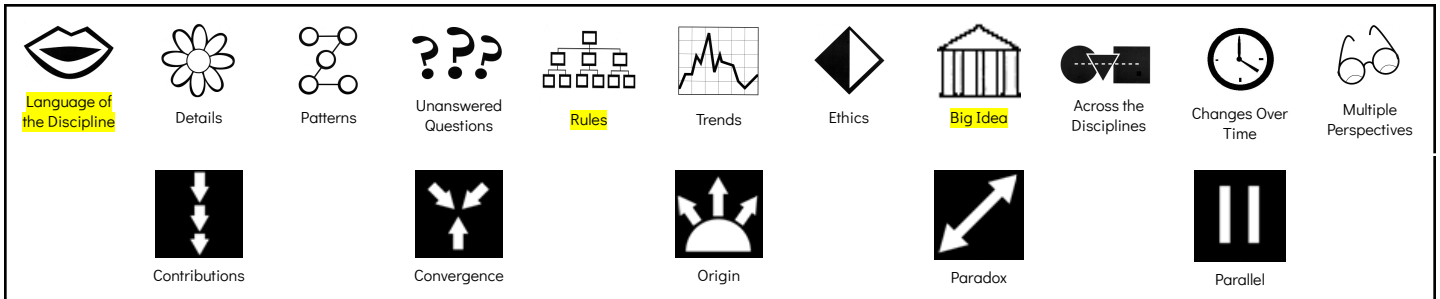 Language of
the Discipline
Details
Patterns
? ? ?
Unanswered
Questions
Rules
Trends
Ethics
Big Idea
Across the
Disciplines
Changes Over
Time
Multiple
Perspectives
Contributions
Convergence
Origin
Paradox
Parallel